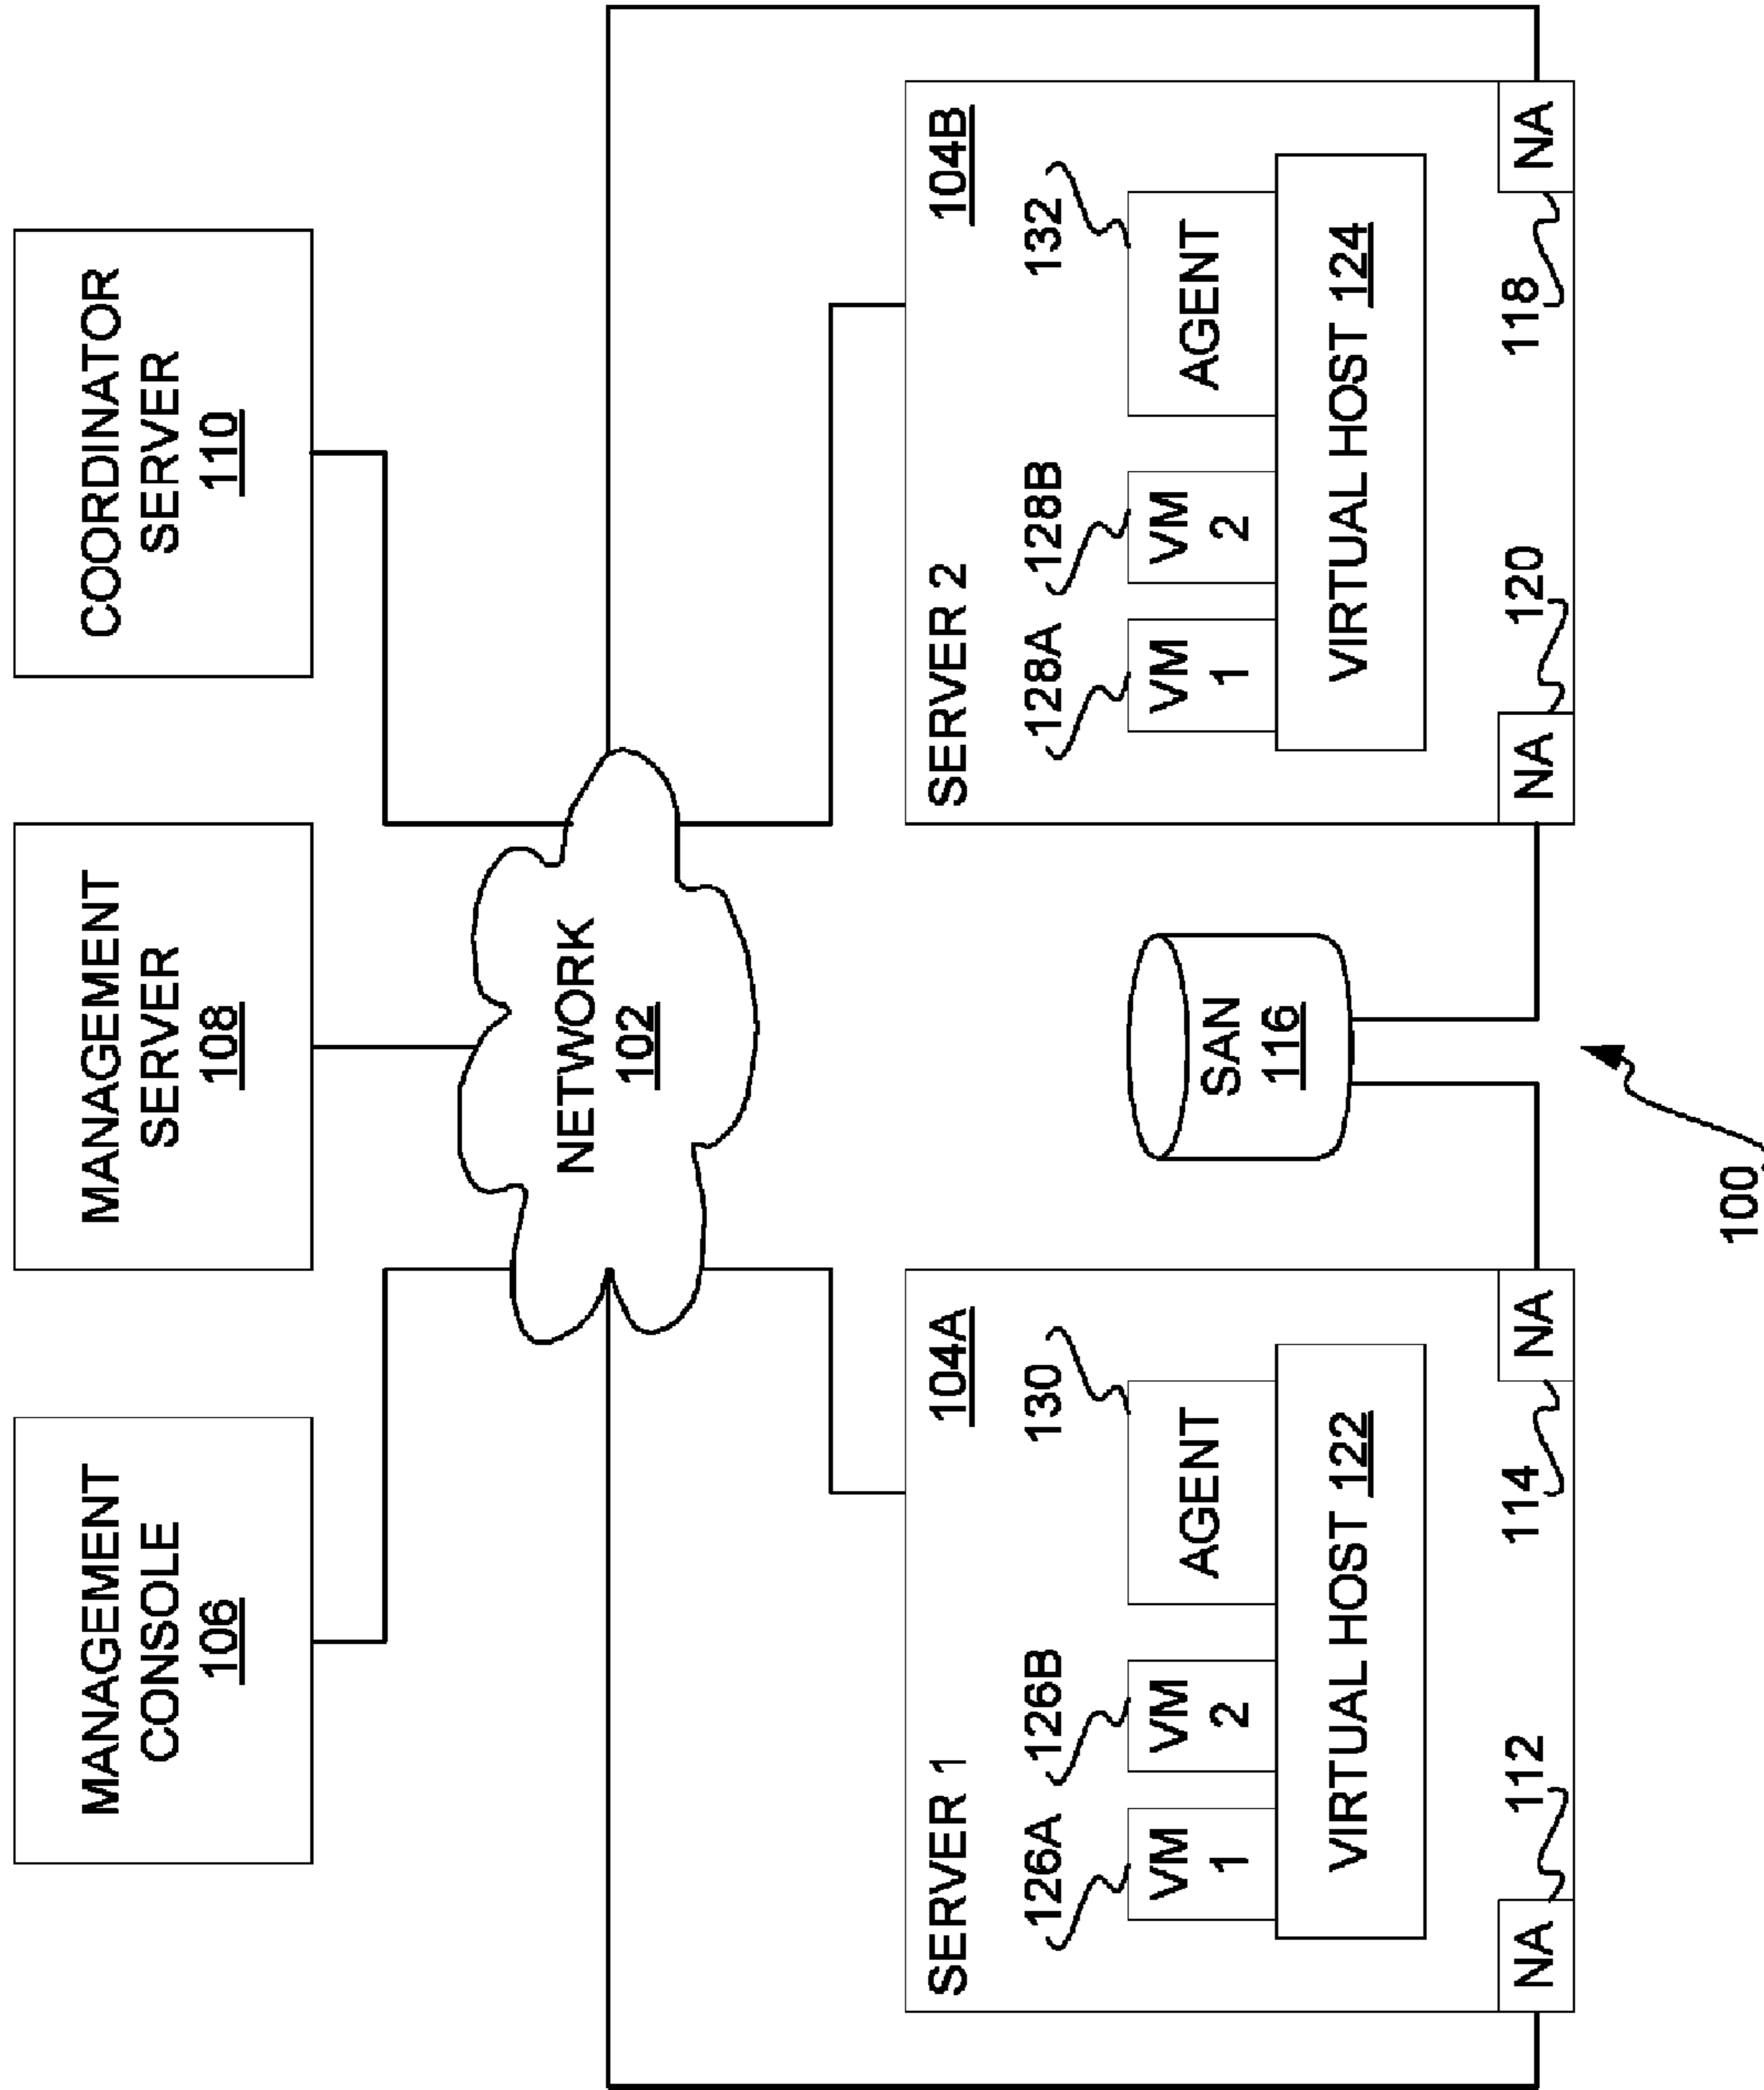 MANAGEMENT
CONSOLE
106
MANAGEMENT
SERVER
108
COORDINATOR
SERVER
110
NETWORK
102
SERVER 1
104A
126A
126B
130
VM
1
VM
2
AGENT
VIRTUAL HOST 122
112
114
NA
NA
SAN
116
SERVER 2
104B
128A
128B
132
VM
1
VM
2
AGENT
VIRTUAL HOST 124
120
118
NA
NA
100